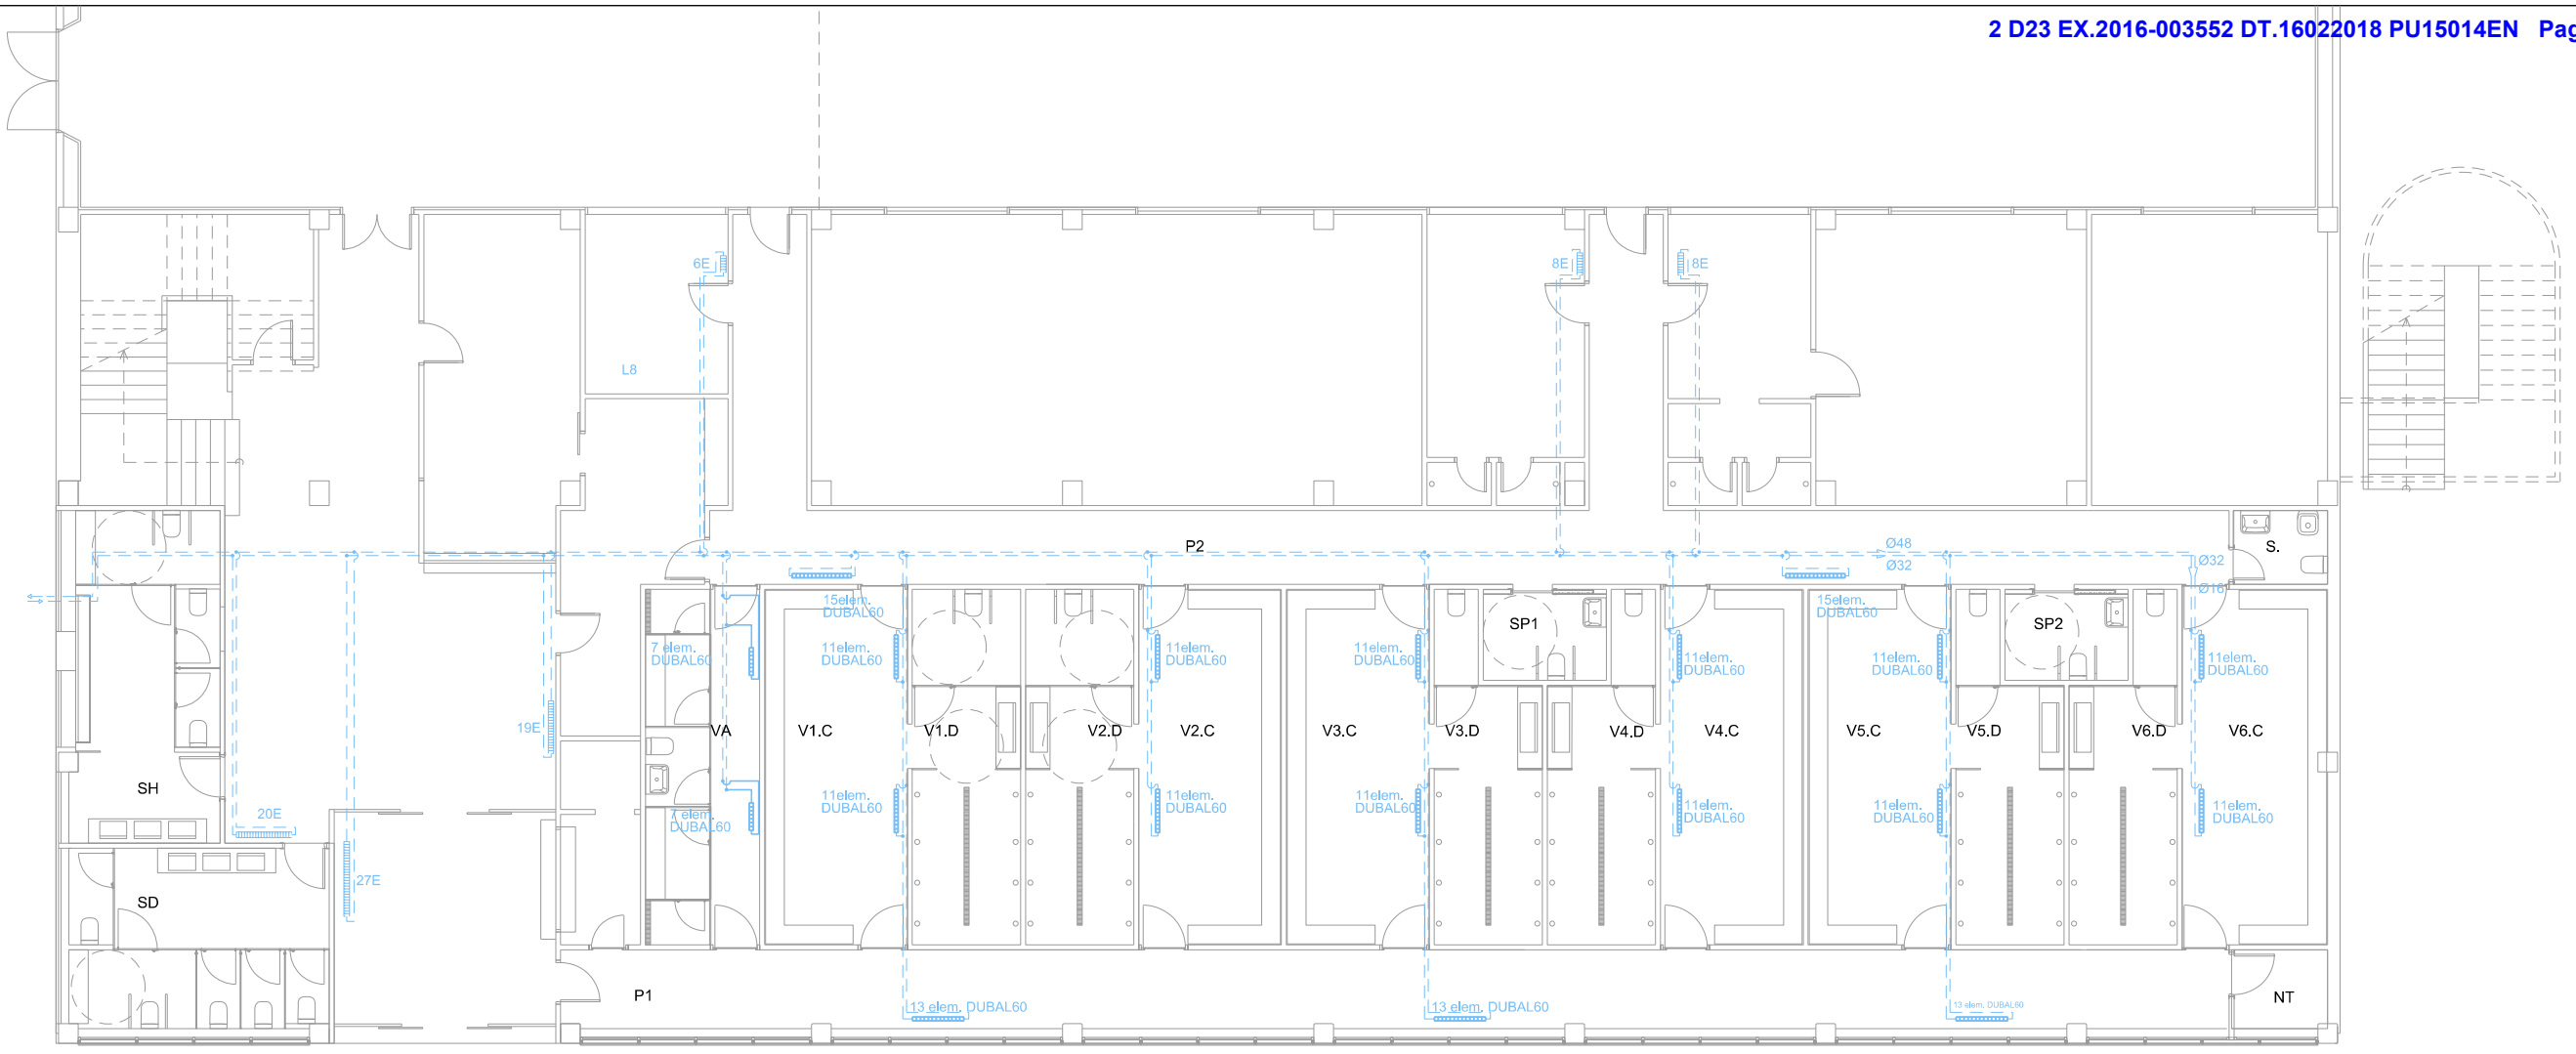 2 D23 EX.2016-003552 DT.16022018 PU15014EN Pag
6E
8E
8E
L8
P2
Ø48
Ø32
Ø32
Ø16
S.
15elem.
DUBAL60
15elem.
DUBAL60
SP1
SP2
7 elem.
DUBAL60
11elem.
DUBAL60
11elem.
DUBAL60
11elem.
DUBAL60
11elem.
DUBAL60
11elem.
DUBAL60
11elem.
DUBAL60
19E
VA
V1.C
V1.D
V2.D
V2.C
V3.C
V3.D
V4.D
V4.C
V5.C
V5.D
V6.D
V6.C
SH
20E
7 elem.
DUBAL60
11elem.
DUBAL60
11elem.
DUBAL60
11elem.
DUBAL60
11elem.
DUBAL60
11elem.
DUBAL60
11elem.
DUBAL60
27E
SD
P1
13 elem. DUBAL60
13 elem. DUBAL60
13 elem. DUBAL60
NT